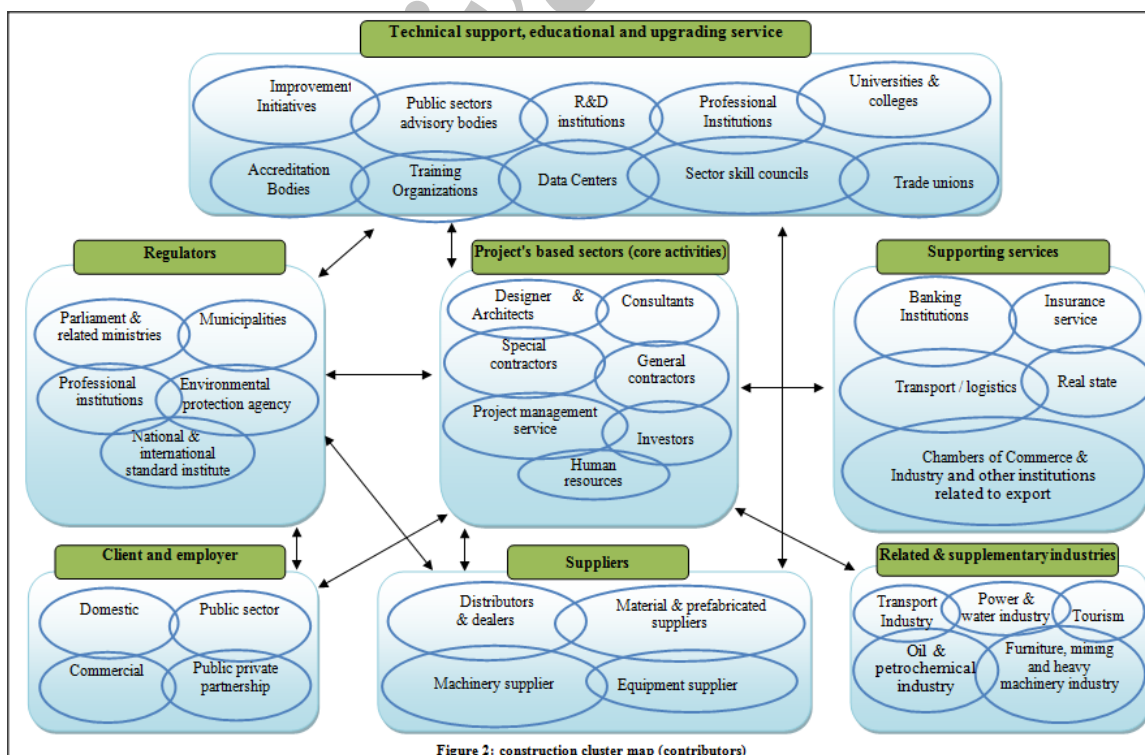 Technical support, educational and upgrading service
Improvement
Initiatives
Public sectors
advisory bodies
R&D
institutions
Professional
Institutions
Universities &
colleges
Accreditation
Bodies
Training
Organizations
Data Centers
Sector skill councils
Trade unions
Regulators
Parliament &
related ministries
Municipalities
Professional
institutions
Environmental
protection agency
National &
international
standard institute
Project's based sectors (core activities)
Designer &
Architects
Consultants
Special
contractors
General
contractors
Project management
service
Investors
Human
resources
Supporting services
Banking
Institutions
Insurance
service
Transport / logistics
Real state
Chambers of Commerce &
Industry and other institutions
related to export
Client and employer
Domestic
Public sector
Commercial
Public private
partnership
Suppliers
Distributors
& dealers
Material & prefabricated
suppliers
Machinery supplier
Equipment supplier
Related & supplementary industries
Transport
Industry
Power &
water industry
Tourism
Oil &
petrochemical
industry
Furniture, mining
and heavy
machinery industry
Figure 2: construction cluster map (contributors)